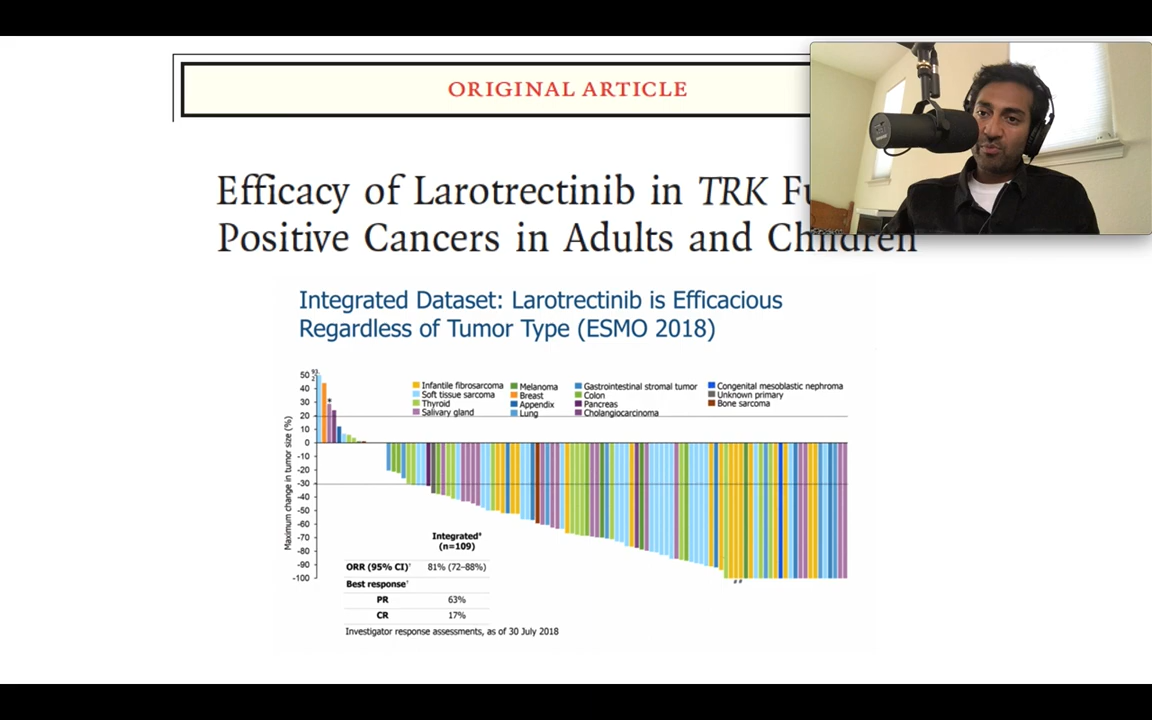 ORIGINAL ARTICLE
Efficacy of Larotrectinib in TRK
Positive Cancers in Adults and Children
Integrated Dataset: Larotrectinib is Efficacious
Regardless of Tumor Type (ESMO 2018)
Maximum change in tumor size (%)
50
40
30
20
10
0
-10
-20
-30
-40
-50
-60
-70
-80
-90
-100
Infantile fibrosarcoma
Soft tissue sarcoma
Thyroid
Salivary gland
Melanoma
Breast
Appendix
Lung
Gastrointestinal stromal tumor
Colon
Pancreas
Cholangiocarcinoma
Congenital mesoblastic nephroma
Unknown primary
Bone sarcoma
Integrated*
(n=109)
ORR (95% CI)† 81% (72–88%)
Best response†
PR 63%
CR 17%
Investigator response assessments, as of 30 July 2018